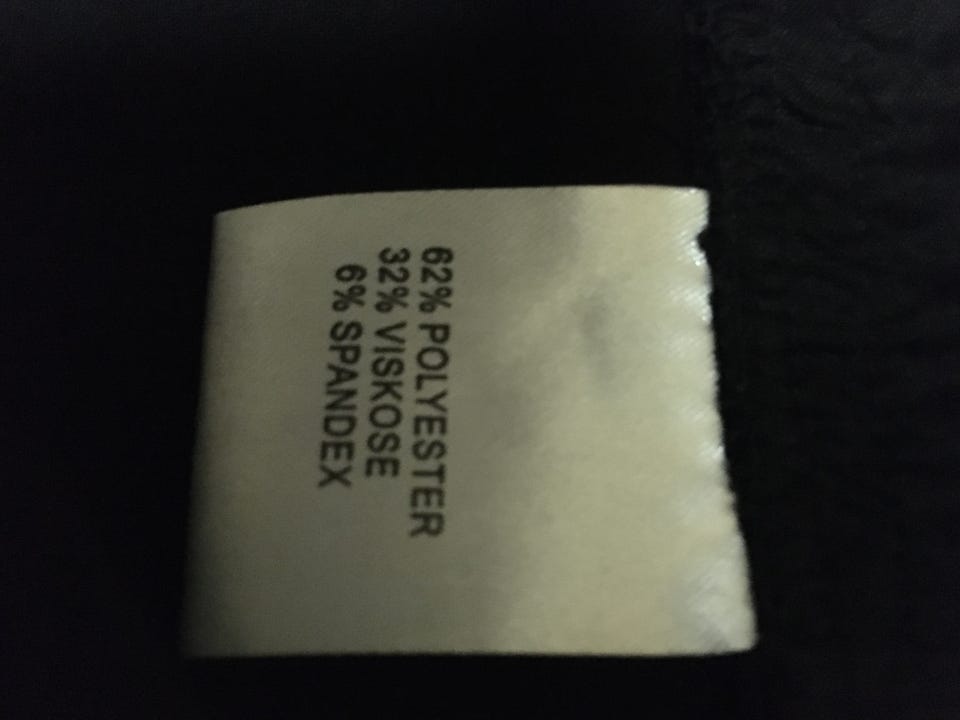 62% POLYESTER
32% VISKOSE
6% SPANDEX